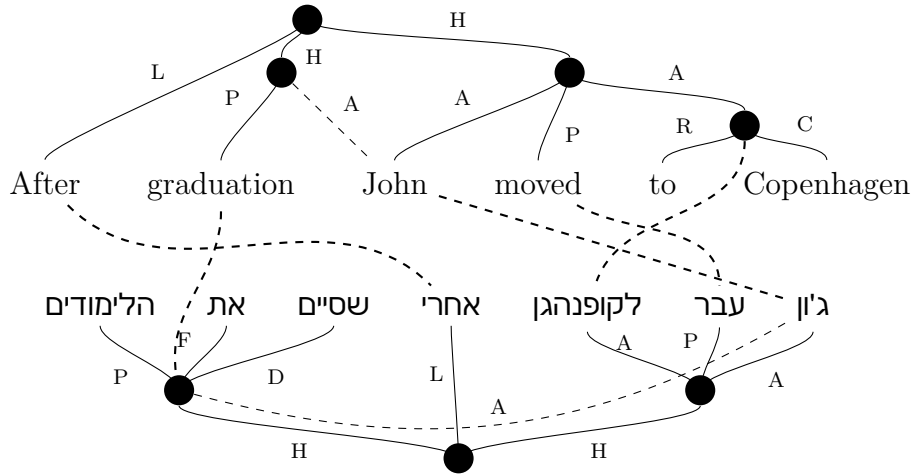 H
L H A
P A A R C
P
After graduation John moved to Copenhagen
ג'ון עבר לקופנהגן אחרי שסיים את הלימודים
F A P
P D L A
A
H H